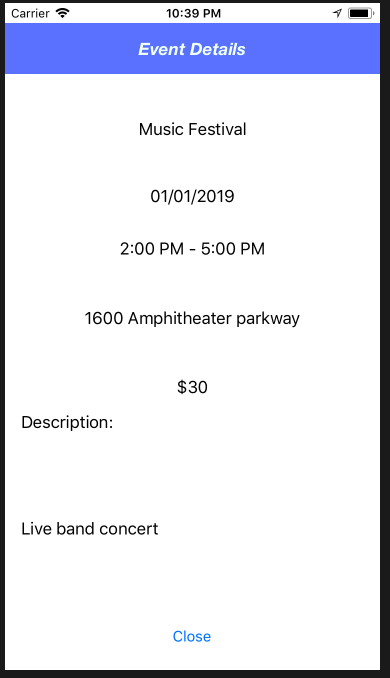 Carrier 10:39 PM
Event Details
Music Festival
01/01/2019
2:00 PM - 5:00 PM
1600 Amphitheater parkway
$30
Description:
Live band concert
Close